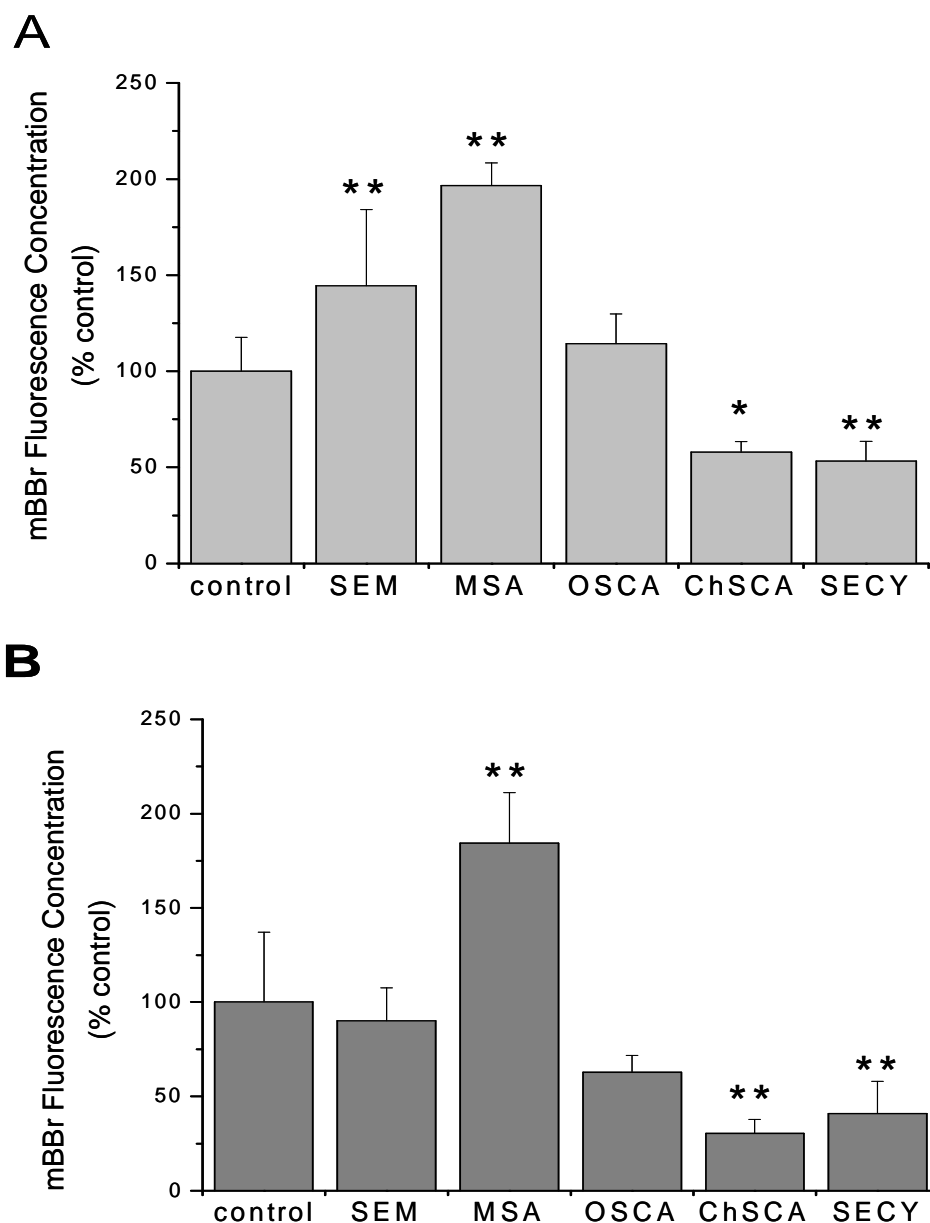 A
mBBr Fluorescence Concentration
(% control)
250
200
150
100
50
0
**
**
*
**
control SEM MSA OSCA ChSCA SECY
B
mBBr Fluorescence Concentration
(% control)
250
200
150
100
50
0
**
**
**
control SEM MSA OSCA ChSCA SECY